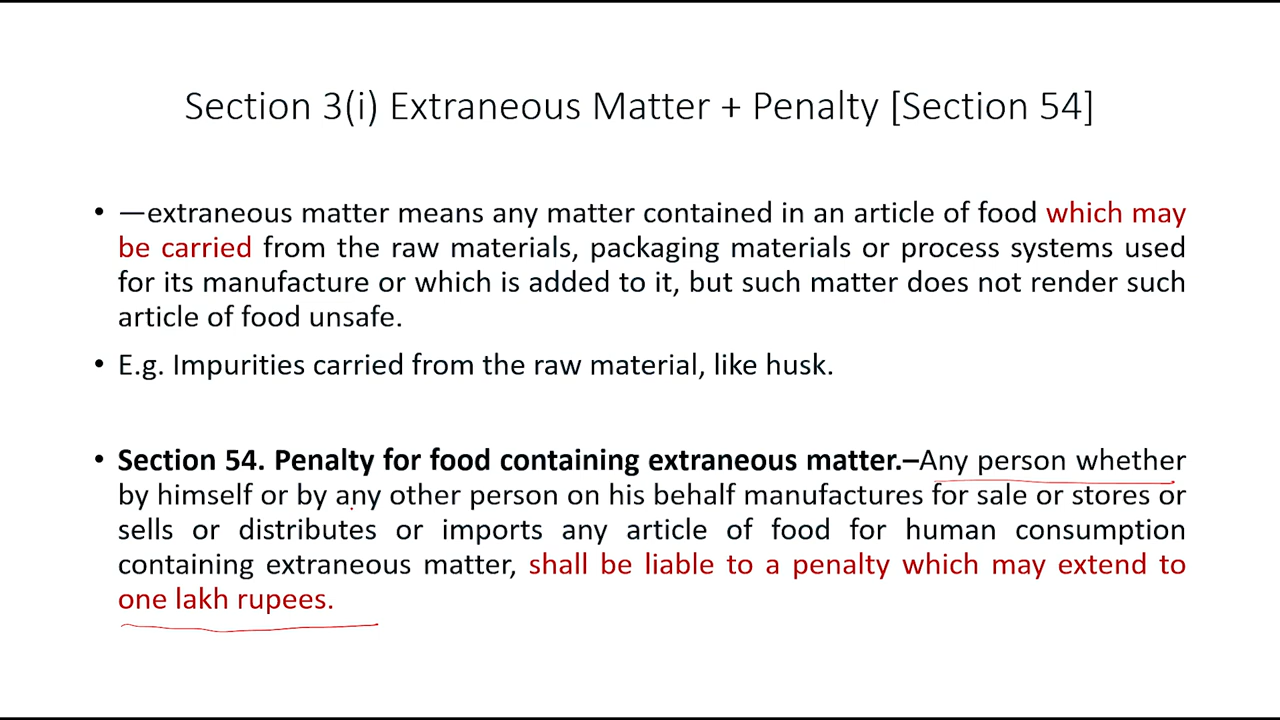 Section 3(i) Extraneous Matter + Penalty [Section 54]
• —extraneous matter means any matter contained in an article of food which may
be carried from the raw materials, packaging materials or process systems used
for its manufacture or which is added to it, but such matter does not render such
article of food unsafe.
• E.g. Impurities carried from the raw material, like husk.
• Section 54. Penalty for food containing extraneous matter.–Any person whether
by himself or by any other person on his behalf manufactures for sale or stores or
sells or distributes or imports any article of food for human consumption
containing extraneous matter, shall be liable to a penalty which may extend to
one lakh rupees.